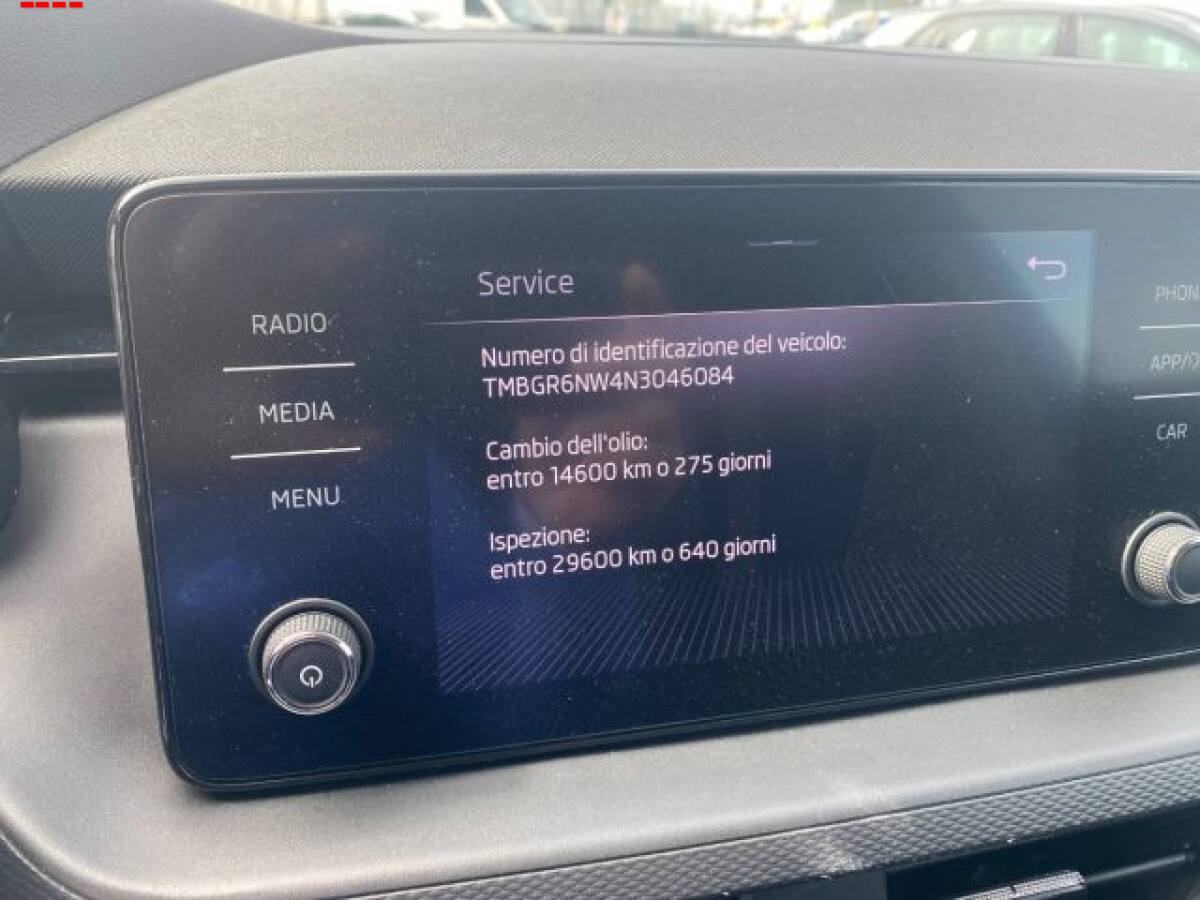 Service
Numero di identificazione del veicolo:
TMBGR6NW4N3046084
Cambio dell'olio:
entro 14600 km o 275 giorni
Ispezione:
entro 29600 km o 640 giorni
RADIO
MEDIA
MENU
PHON
APP/
CAR